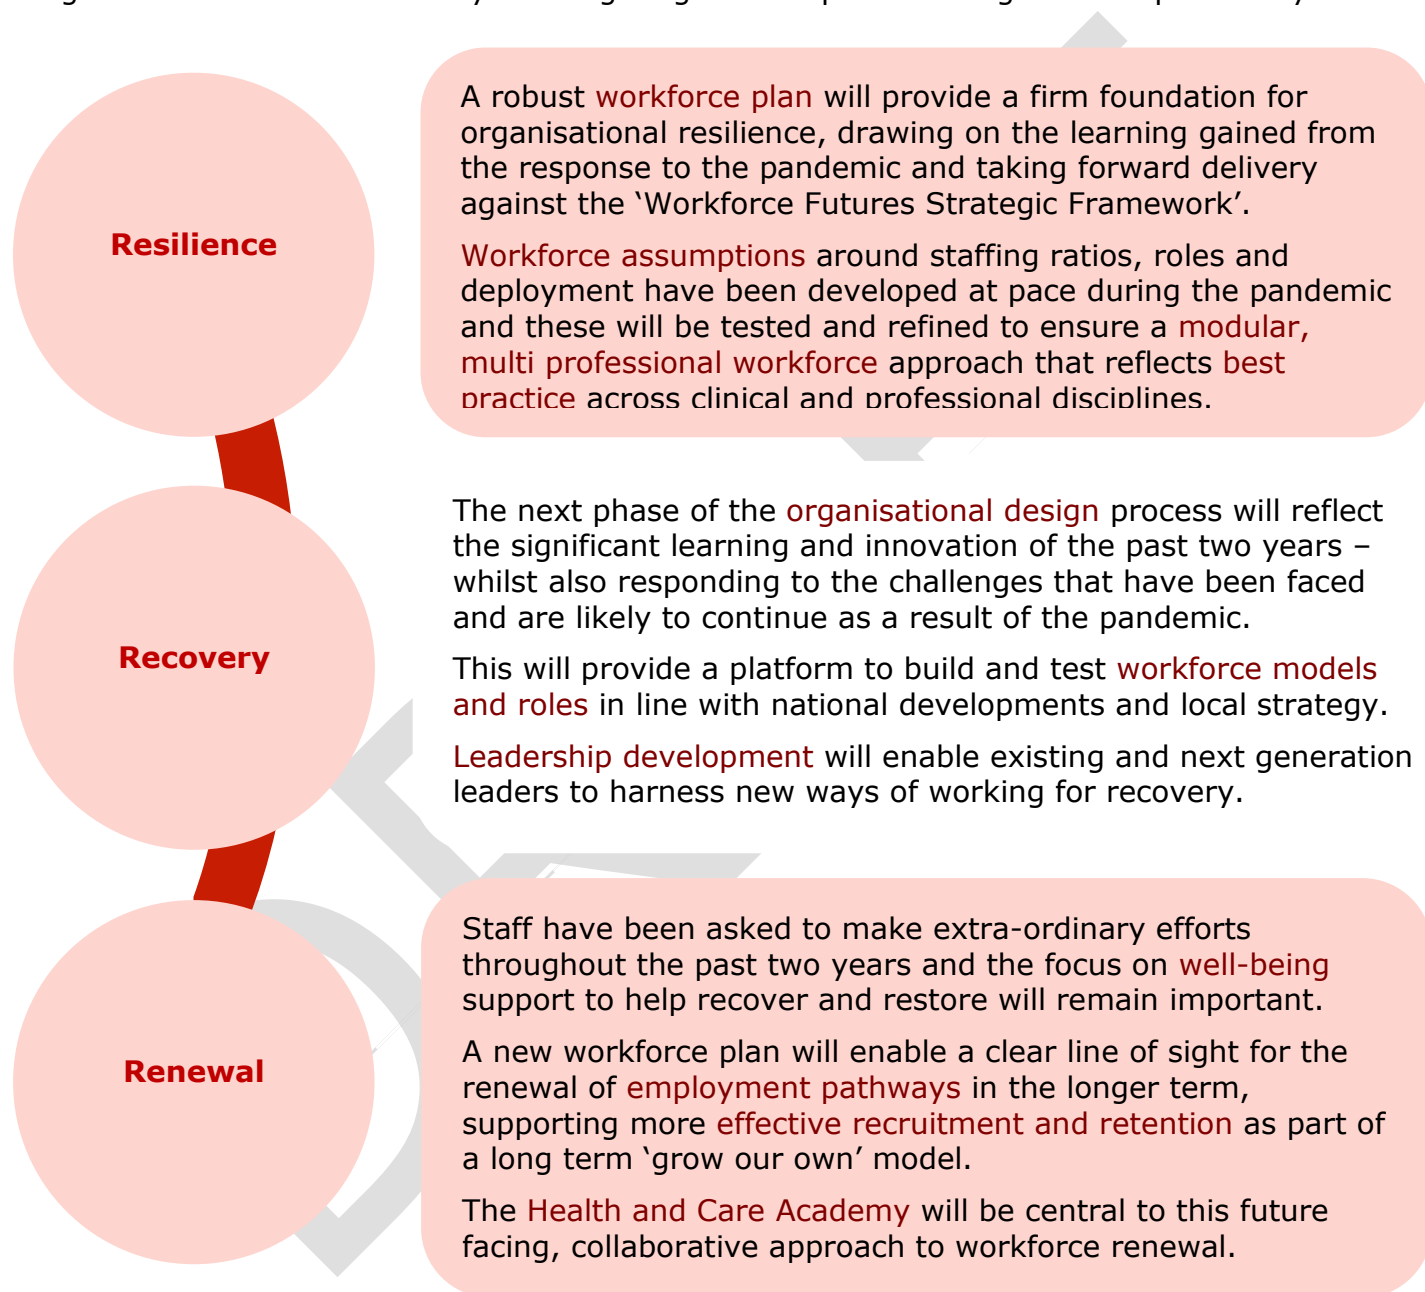 Resilience
A robust workforce plan will provide a firm foundation for
organisational resilience, drawing on the learning gained from
the response to the pandemic and taking forward delivery
against the ‘Workforce Futures Strategic Framework’.
Workforce assumptions around staffing ratios, roles and
deployment have been developed at pace during the pandemic
and these will be tested and refined to ensure a modular,
multi professional workforce approach that reflects best
practice across clinical and professional disciplines.
Recovery
The next phase of the organisational design process will reflect
the significant learning and innovation of the past two years –
whilst also responding to the challenges that have been faced
and are likely to continue as a result of the pandemic.
This will provide a platform to build and test workforce models
and roles in line with national developments and local strategy.
Leadership development will enable existing and next generation
leaders to harness new ways of working for recovery.
Renewal
Staff have been asked to make extra-ordinary efforts
throughout the past two years and the focus on well-being
support to help recover and restore will remain important.
A new workforce plan will enable a clear line of sight for the
renewal of employment pathways in the longer term,
supporting more effective recruitment and retention as part of
a long term ‘grow our own’ model.
The Health and Care Academy will be central to this future
facing, collaborative approach to workforce renewal.